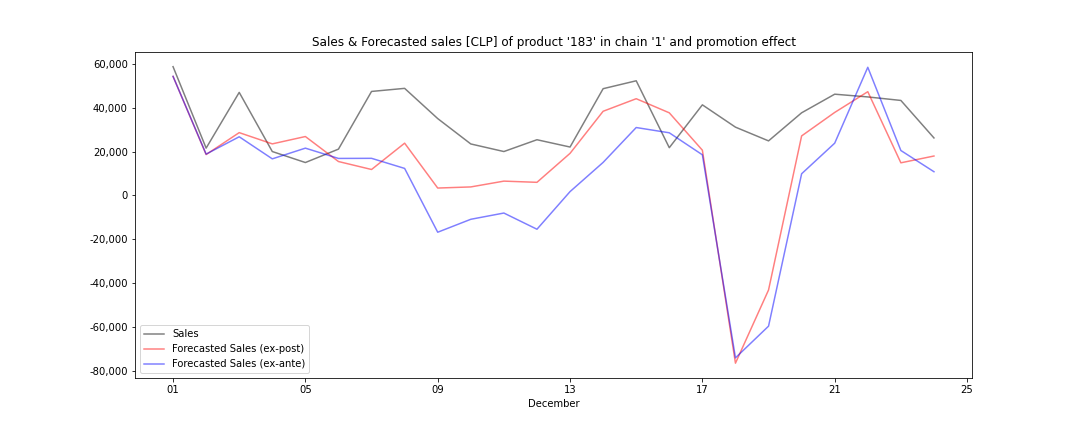 Sales & Forecasted sales [CLP] of product '183' in chain '1' and promotion effect
60,000
40,000
20,000
0
-20,000
-40,000
-60,000
-80,000
Sales
Forecasted Sales (ex-post)
Forecasted Sales (ex-ante)
01 05 09 13 17 21 25
December